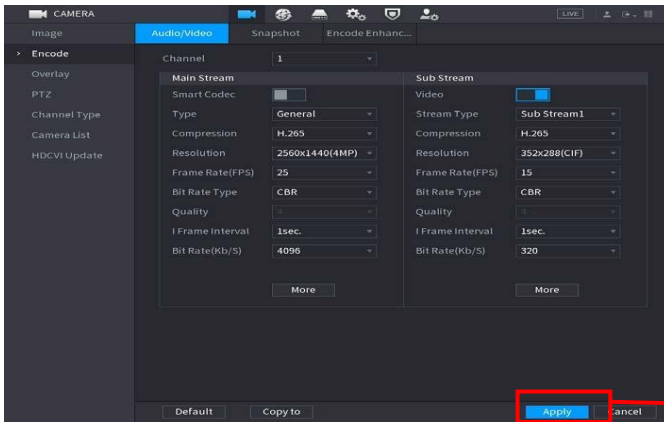 CAMERA LIVE
Image Audio/Video Snapshot Encode Enhanc...
> Encode
Channel 1
Overlay
Main Stream Sub Stream
PTZ
Smart Codec Video
Channel Type
Type General Stream Type Sub Stream1
Camera List
Compression H.265 Compression H.265
HDCVI Update
Resolution 2560x1440(4MP) Resolution 352x288(CIF)
Frame Rate(FPS) 25 Frame Rate(FPS) 15
Bit Rate Type CBR Bit Rate Type CBR
Quality 4 Quality 4
I Frame Interval 1sec. I Frame Interval 1sec.
Bit Rate(Kb/S) 4096 Bit Rate(Kb/S) 320
More More
Default Copy to Apply Cancel